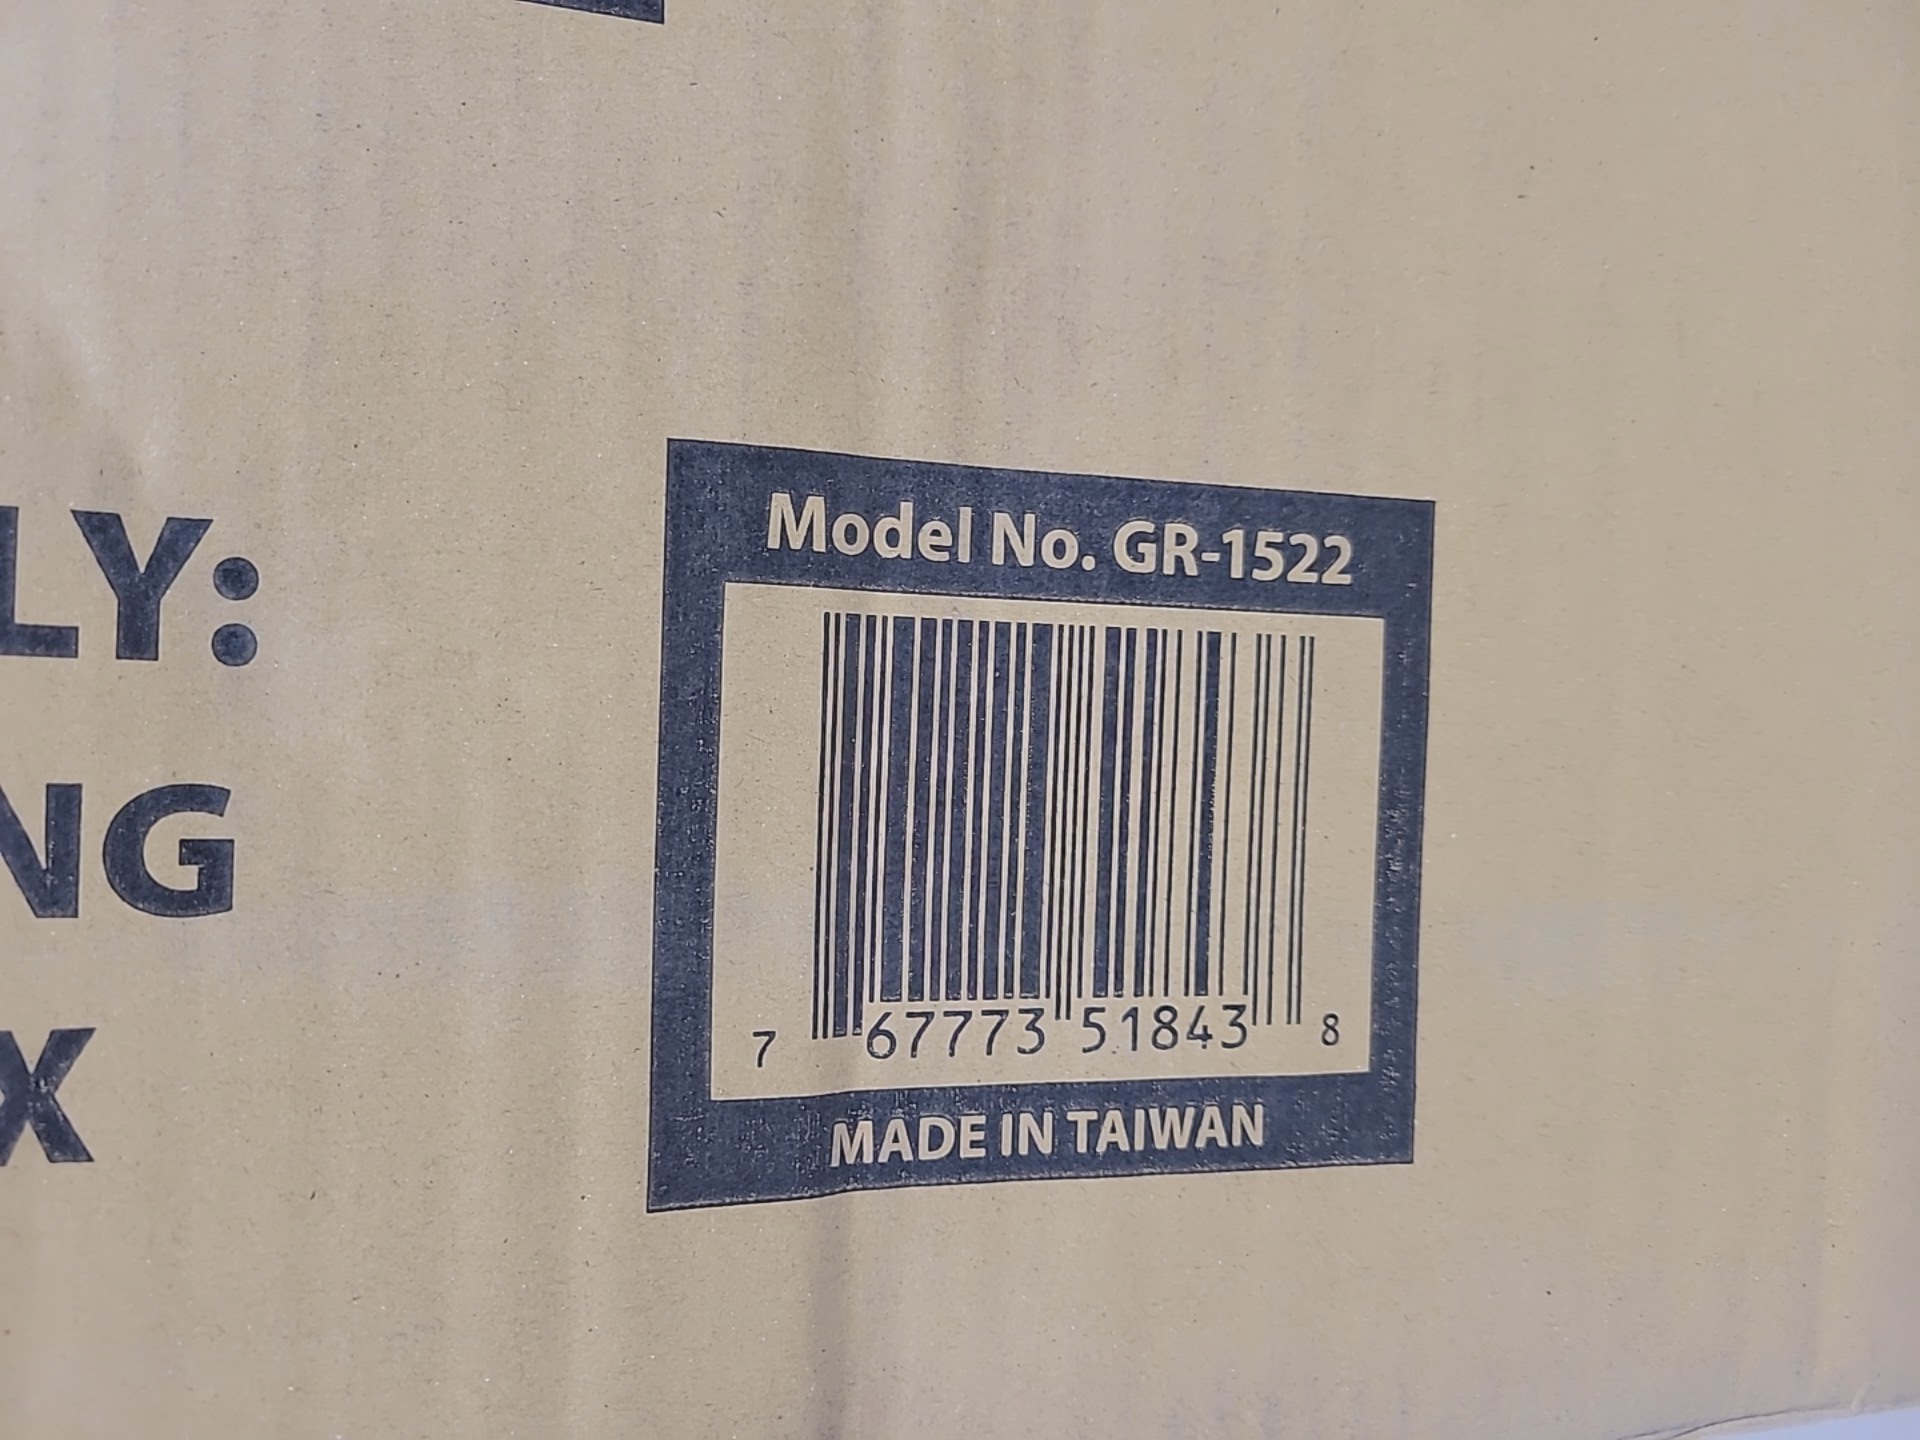 LY:
NG
X
Model No. GR-1522
7 67773 51843 8
MADE IN TAIWAN